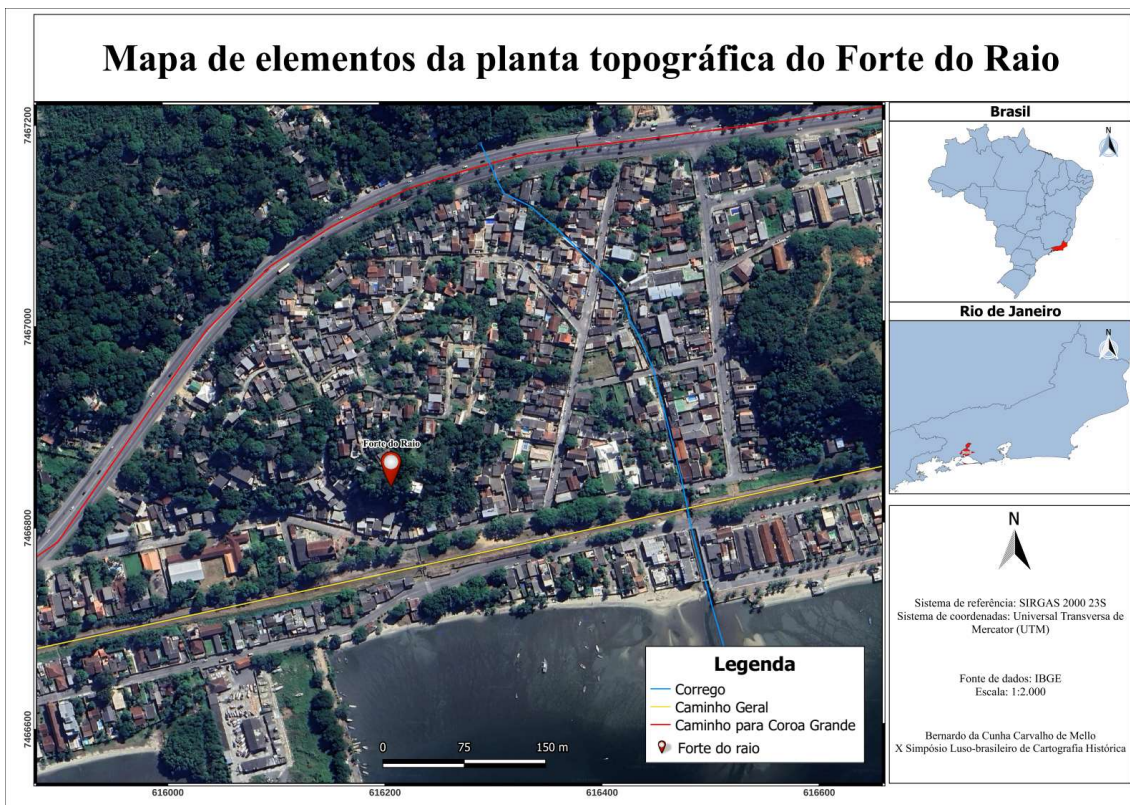 Mapa de elementos da planta topográfica do Forte do Raio
7467200
7467000
7466800
7466600
616000
616200
616400
616600
Forte do Raio
0
75
150 m
Legenda
Corrego
Caminho Geral
Caminho para Coroa Grande
Forte do raio
Brasil
N
Rio de Janeiro
N
N
Sistema de referência: SIRGAS 2000 23S
Sistema de coordenadas: Universal Transversa de
Mercator (UTM)
Fonte de dados: IBGE
Escala: 1:2.000
Bernardo da Cunha Carvalho de Mello
X Simpósio Luso-brasileiro de Cartografia Histórica